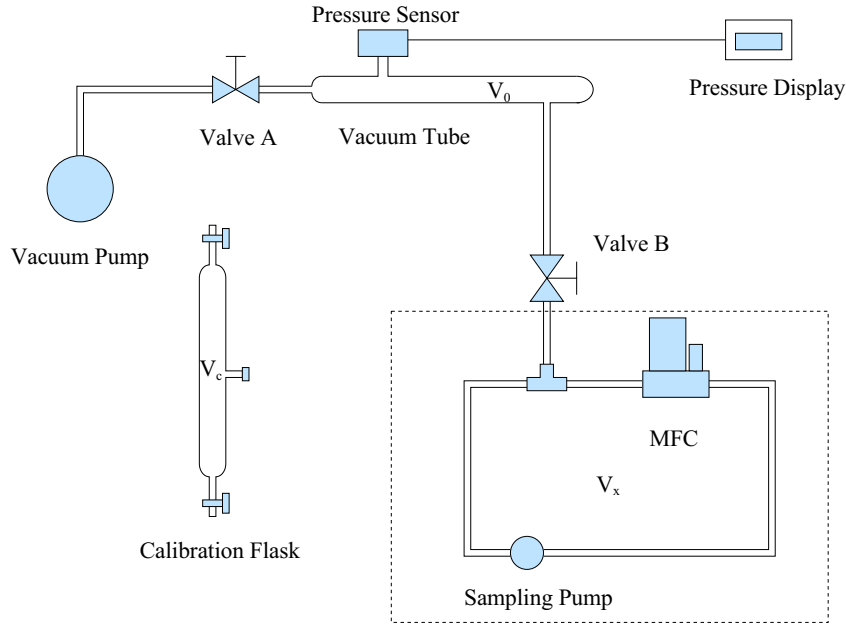 Pressure Sensor
Pressure Display
V0
Valve A
Vacuum Tube
Vacuum Pump
Valve B
Vc
MFC
Vx
Calibration Flask
Sampling Pump